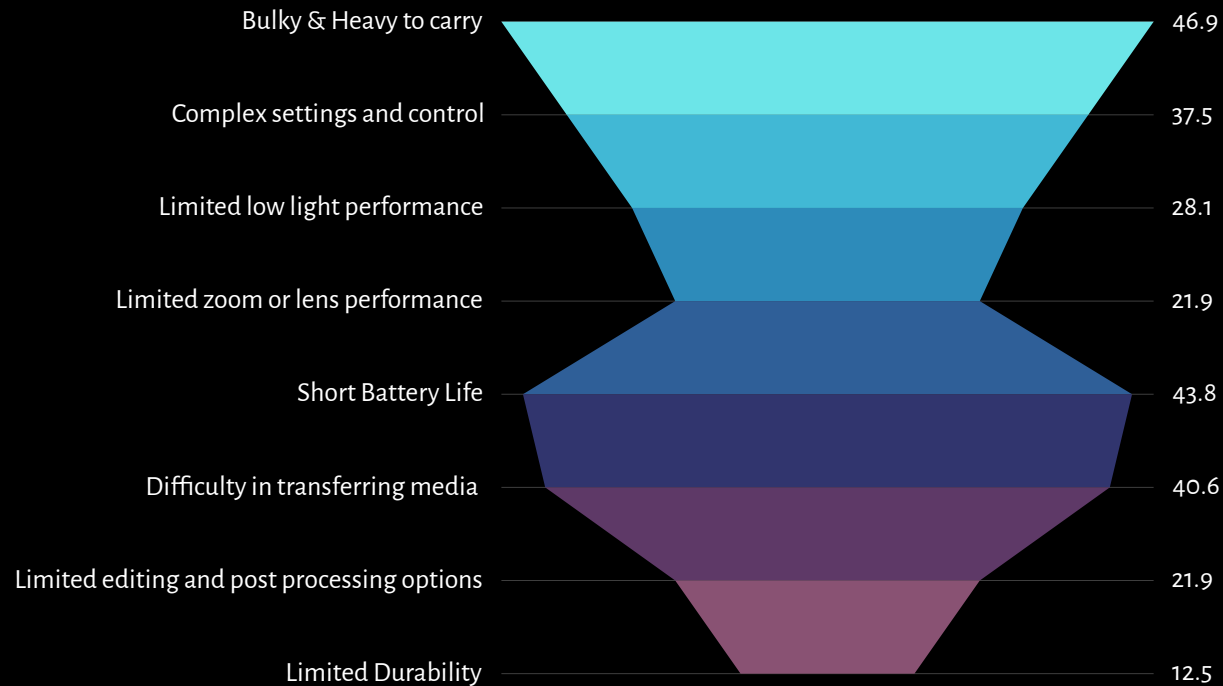 Bulky & Heavy to carry 46.9
Complex settings and control 37.5
Limited low light performance 28.1
Limited zoom or lens performance 21.9
Short Battery Life 43.8
Difficulty in transferring media 40.6
Limited editing and post processing options 21.9
Limited Durability 12.5